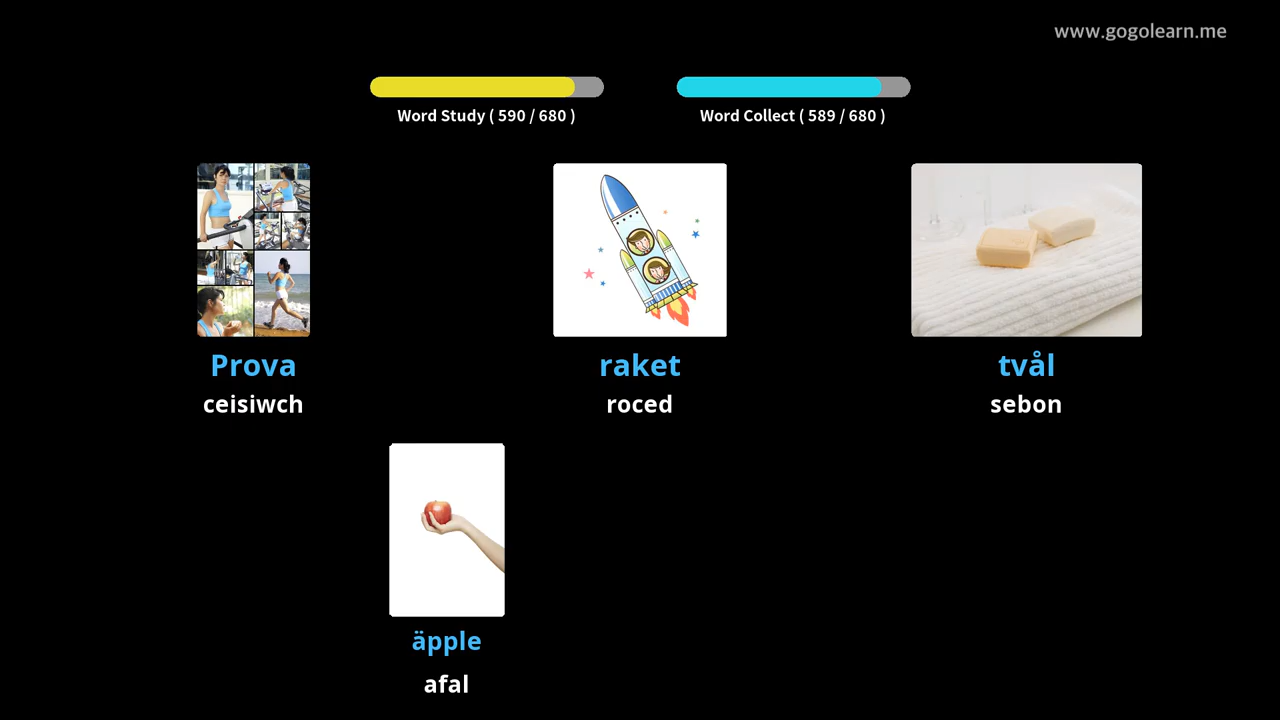 www.gogolearn.me
Word Study ( 590 / 680 )
Word Collect ( 589 / 680 )
Prova
ceisiwch
raket
roced
tvål
sebon
äpple
afal